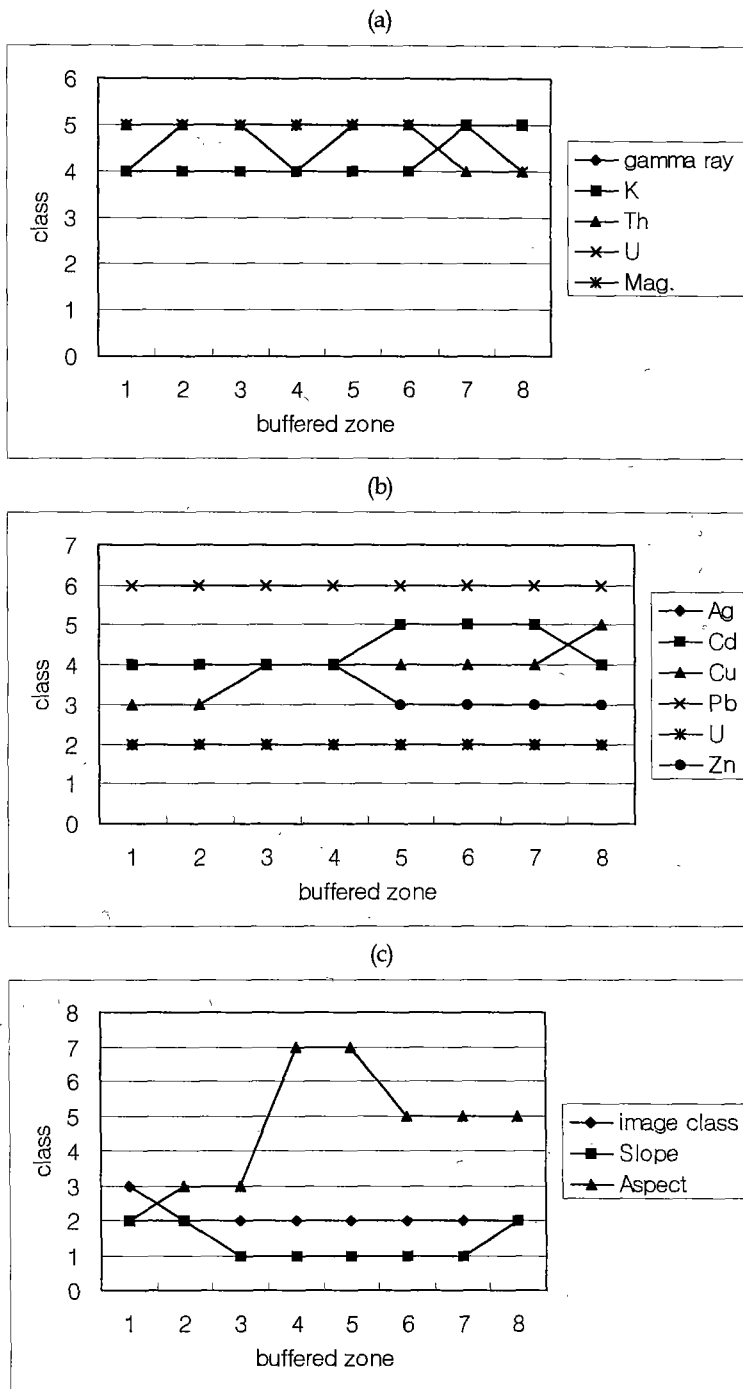 (a)
6
5
4
3
2
1
0
class
1 2 3 4 5 6 7 8
buffered zone
gamma ray
K
Th
U
Mag.
(b)
7
6
5
4
3
2
1
0
class
1 2 3 4 5 6 7 8
buffered zone
Ag
Cd
Cu
Pb
U
Zn
(c)
8
7
6
5
4
3
2
1
0
class
1 2 3 4 5 6 7 8
buffered zone
image class
Slope
Aspect